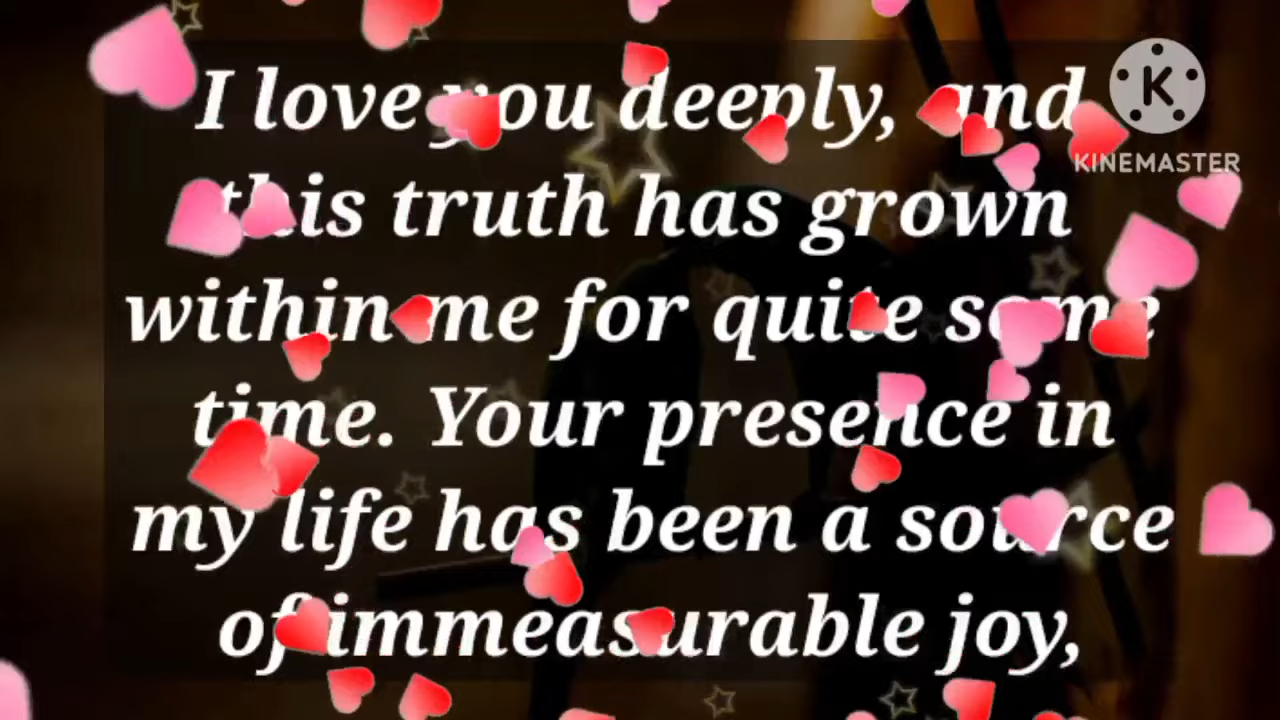 I love you deeply, and
KINEMASTER
this truth has grown
within me for quite some
time. Your presence in
my life has been a source
of immeasurable joy,